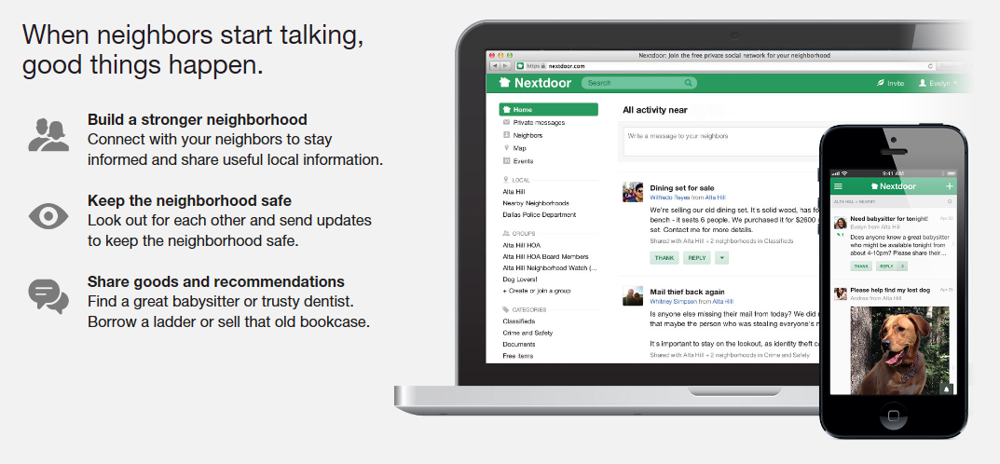 When neighbors start talking,
good things happen.
Build a stronger neighborhood
Connect with your neighbors to stay
informed and share useful local information.
Keep the neighborhood safe
Look out for each other and send updates
to keep the neighborhood safe.
Share goods and recommendations
Find a great babysitter or trusty dentist.
Borrow a ladder or sell that old bookcase.
Nextdoor: Join the free private social network for your neighborhood
https nextdoor.com
Nextdoor
Search
Invite
Evelyn
Home
Private messages
Neighbors
Map
Events
LOCAL
Alta Hill
Nearby Neighborhoods
Dallas Police Department
GROUPS
Alta Hill HOA
Alta Hill HOA Board Members
Alta Hill Neighborhood Watch (...
Dog Lovers!
+ Create or join a group
CATEGORIES
Classifieds
Crime and Safety
Documents
Free items
All activity near
Write a message to your neighbors
Dining set for sale
Wilfredo Reyes from Alta Hill
We're selling our old dining set. It's solid wood, has fo
bench - it seats 6 people. We purchased it for $2600
set. Contact me for more details.
Shared with Alta Hill + 2 neighborhoods in Classifieds
THANK
REPLY
Mail thief back again
Whitney Simpson from Alta Hill
Is anyone else missing their mail from today? We did
that maybe the person who was stealing everyone's
It's important to stay on the lookout, as identity theft c
Shared with Alta Hill + 2 neighborhoods in Crime and Safety
9:41 AM
Nextdoor
+
ALTA HILL + NEARBY
Need babysitter for tonight!
Evelyn from Alta Hill
1
Does anyone know a great babysitter
who might be available tonight from
about 4-10pm? Please share their...
THANK
REPLY
Please help find my lost dog
Andrea from Alta Hill